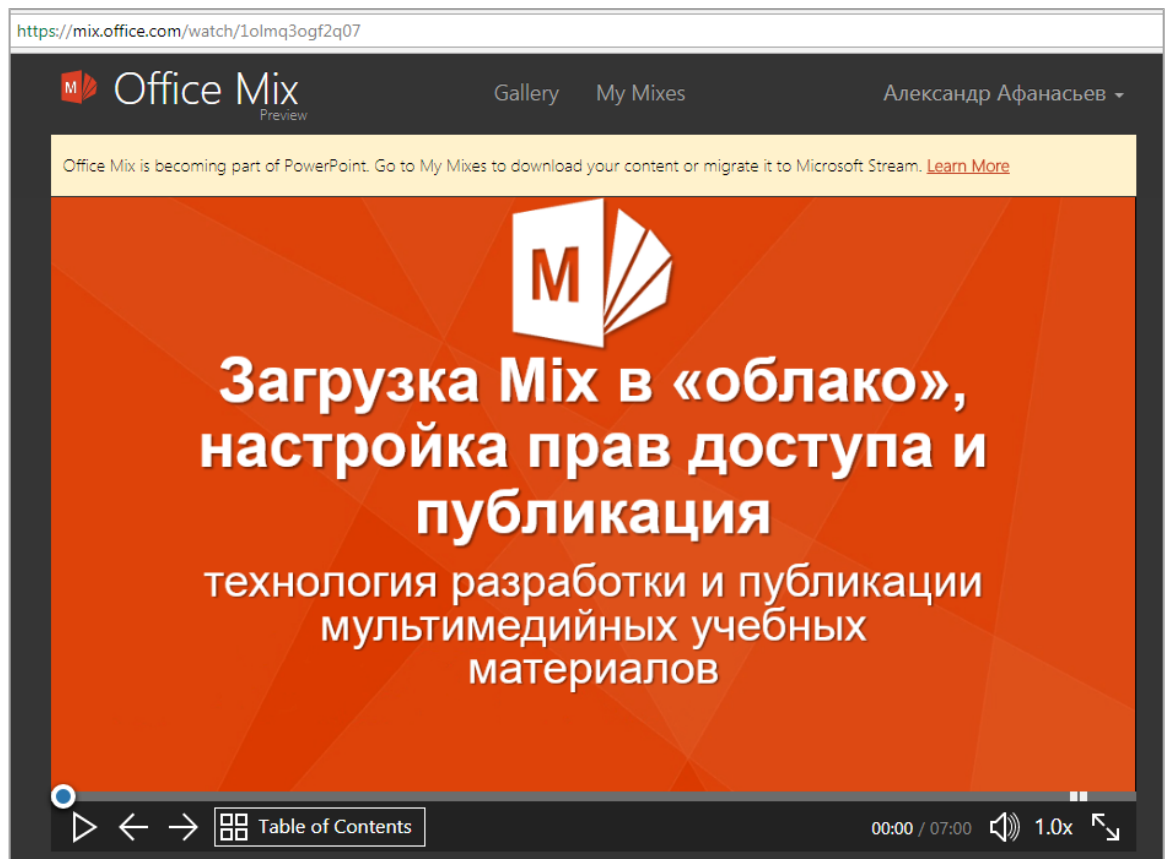 https://mix.office.com/watch/1olmq3ogf2q07
M Office Mix Gallery My Mixes Александр Афанасьев
Preview
Office Mix is becoming part of PowerPoint. Go to My Mixes to download your content or migrate it to Microsoft Stream. Learn More
M
Загрузка Mix в «облако»,
настройка прав доступа и
публикация
технология разработки и публикации
мультимедийных учебных
материалов
Table of Contents 00:00 / 07:00 1.0x